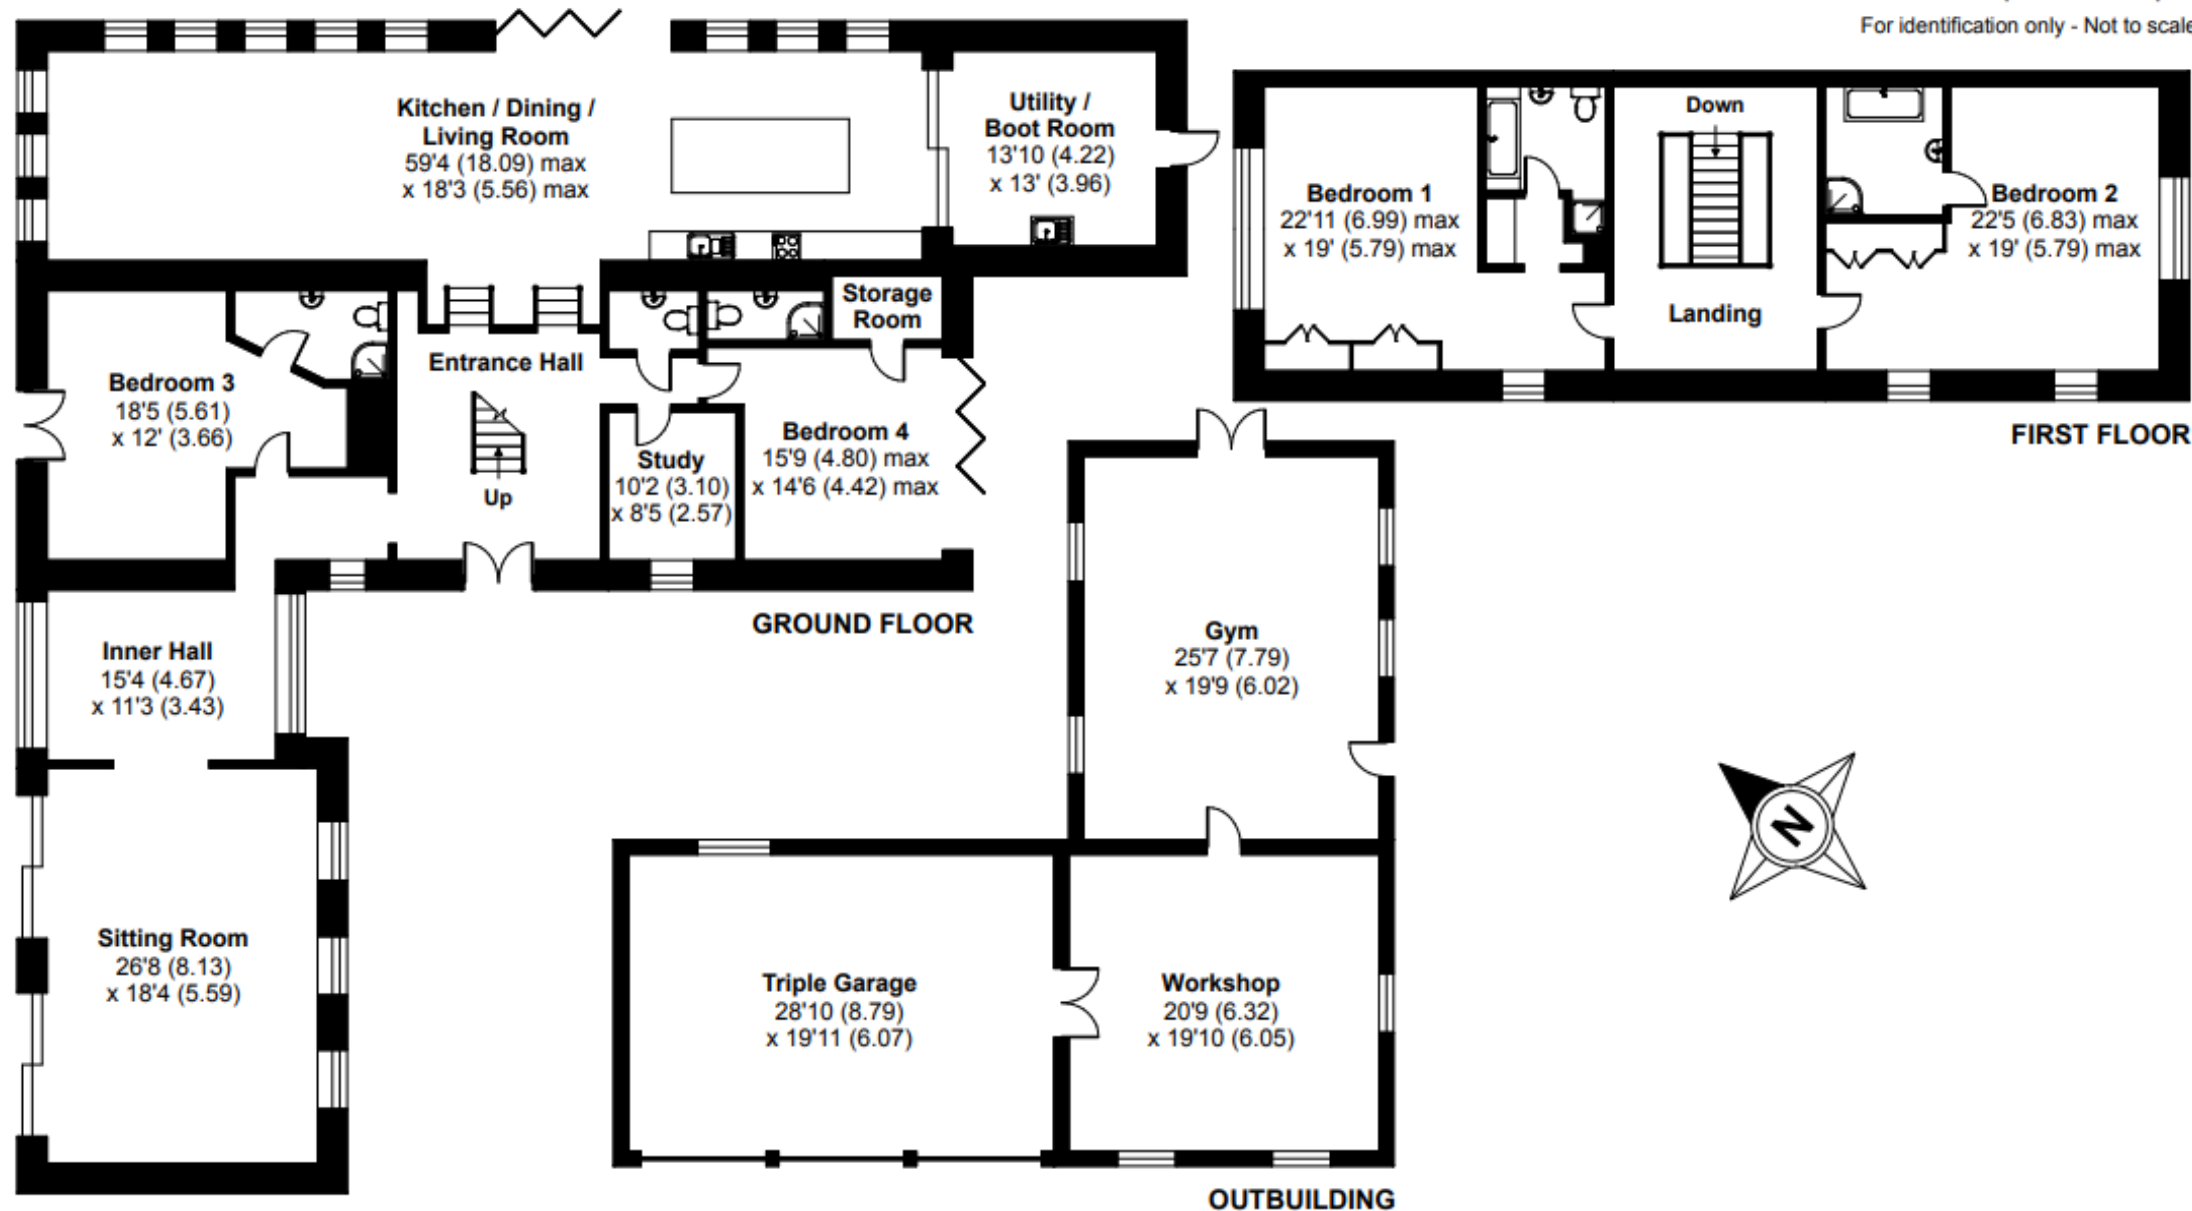 For identification only - Not to scale
Kitchen / Dining /
Living Room
59'4 (18.09) max
x 18'3 (5.56) max
Utility /
Boot Room
13'10 (4.22)
x 13' (3.96)
Storage
Room
Entrance Hall
Bedroom 3
18'5 (5.61)
x 12' (3.66)
Up
Study
10'2 (3.10)
x 8'5 (2.57)
Bedroom 4
15'9 (4.80) max
x 14'6 (4.42) max
GROUND FLOOR
Inner Hall
15'4 (4.67)
x 11'3 (3.43)
Sitting Room
26'8 (8.13)
x 18'4 (5.59)
Bedroom 1
22'11 (6.99) max
x 19' (5.79) max
Down
Landing
Bedroom 2
22'5 (6.83) max
x 19' (5.79) max
FIRST FLOOR
Gym
25'7 (7.79)
x 19'9 (6.02)
Triple Garage
28'10 (8.79)
x 19'11 (6.07)
Workshop
20'9 (6.32)
x 19'10 (6.05)
OUTBUILDING
N